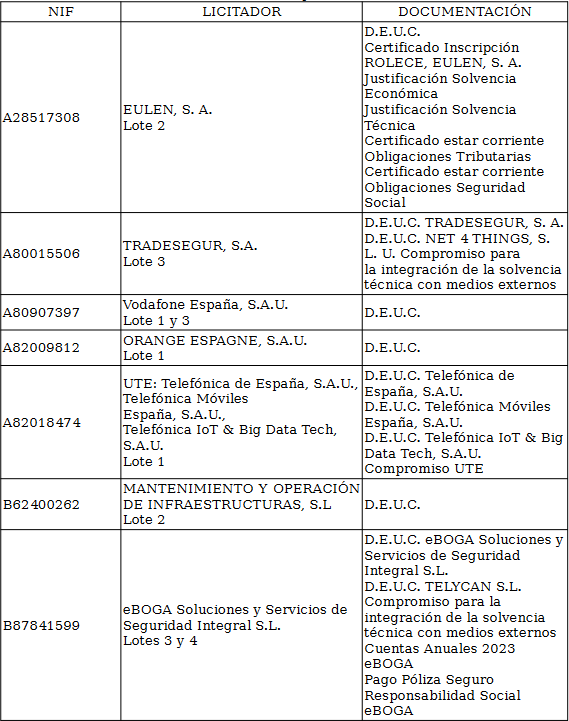 NIF
LICITADOR
DOCUMENTACIÓN
A28517308
EULEN, S. A.
Lote 2
D.E.U.C.
Certificado Inscripción
ROLECE, EULEN, S. A.
Justificación Solvencia
Económica
Justificación Solvencia
Técnica
Certificado estar corriente
Obligaciones Tributarias
Certificado estar corriente
Obligaciones Seguridad
Social
A80015506
TRADESEGUR, S.A.
Lote 3
D.E.U.C. TRADESEGUR, S. A.
D.E.U.C. NET 4 THINGS, S.
L. U. Compromiso para
la integración de la solvencia
técnica con medios externos
A80907397
Vodafone España, S.A.U.
Lote 1 y 3
D.E.U.C.
A82009812
ORANGE ESPAGNE, S.A.U.
Lote 1
D.E.U.C.
A82018474
UTE: Telefónica de España, S.A.U.,
Telefónica Móviles
España, S.A.U.,
Telefónica IoT & Big Data Tech,
S.A.U.
Lote 1
D.E.U.C. Telefónica de
España, S.A.U.
D.E.U.C. Telefónica Móviles
España, S.A.U.
D.E.U.C. Telefónica IoT & Big
Data Tech, S.A.U.
Compromiso UTE
B62400262
MANTENIMIENTO Y OPERACIÓN
DE INFRAESTRUCTURAS, S.L
Lote 2
D.E.U.C.
B87841599
eBOGA Soluciones y Servicios de
Seguridad Integral S.L.
Lotes 3 y 4
D.E.U.C. eBOGA Soluciones y
Servicios de Seguridad
Integral S.L.
D.E.U.C. TELYCAN S.L.
Compromiso para la
integración de la solvencia
técnica con medios externos
Cuentas Anuales 2023
eBOGA
Pago Póliza Seguro
Responsabilidad Social
eBOGA